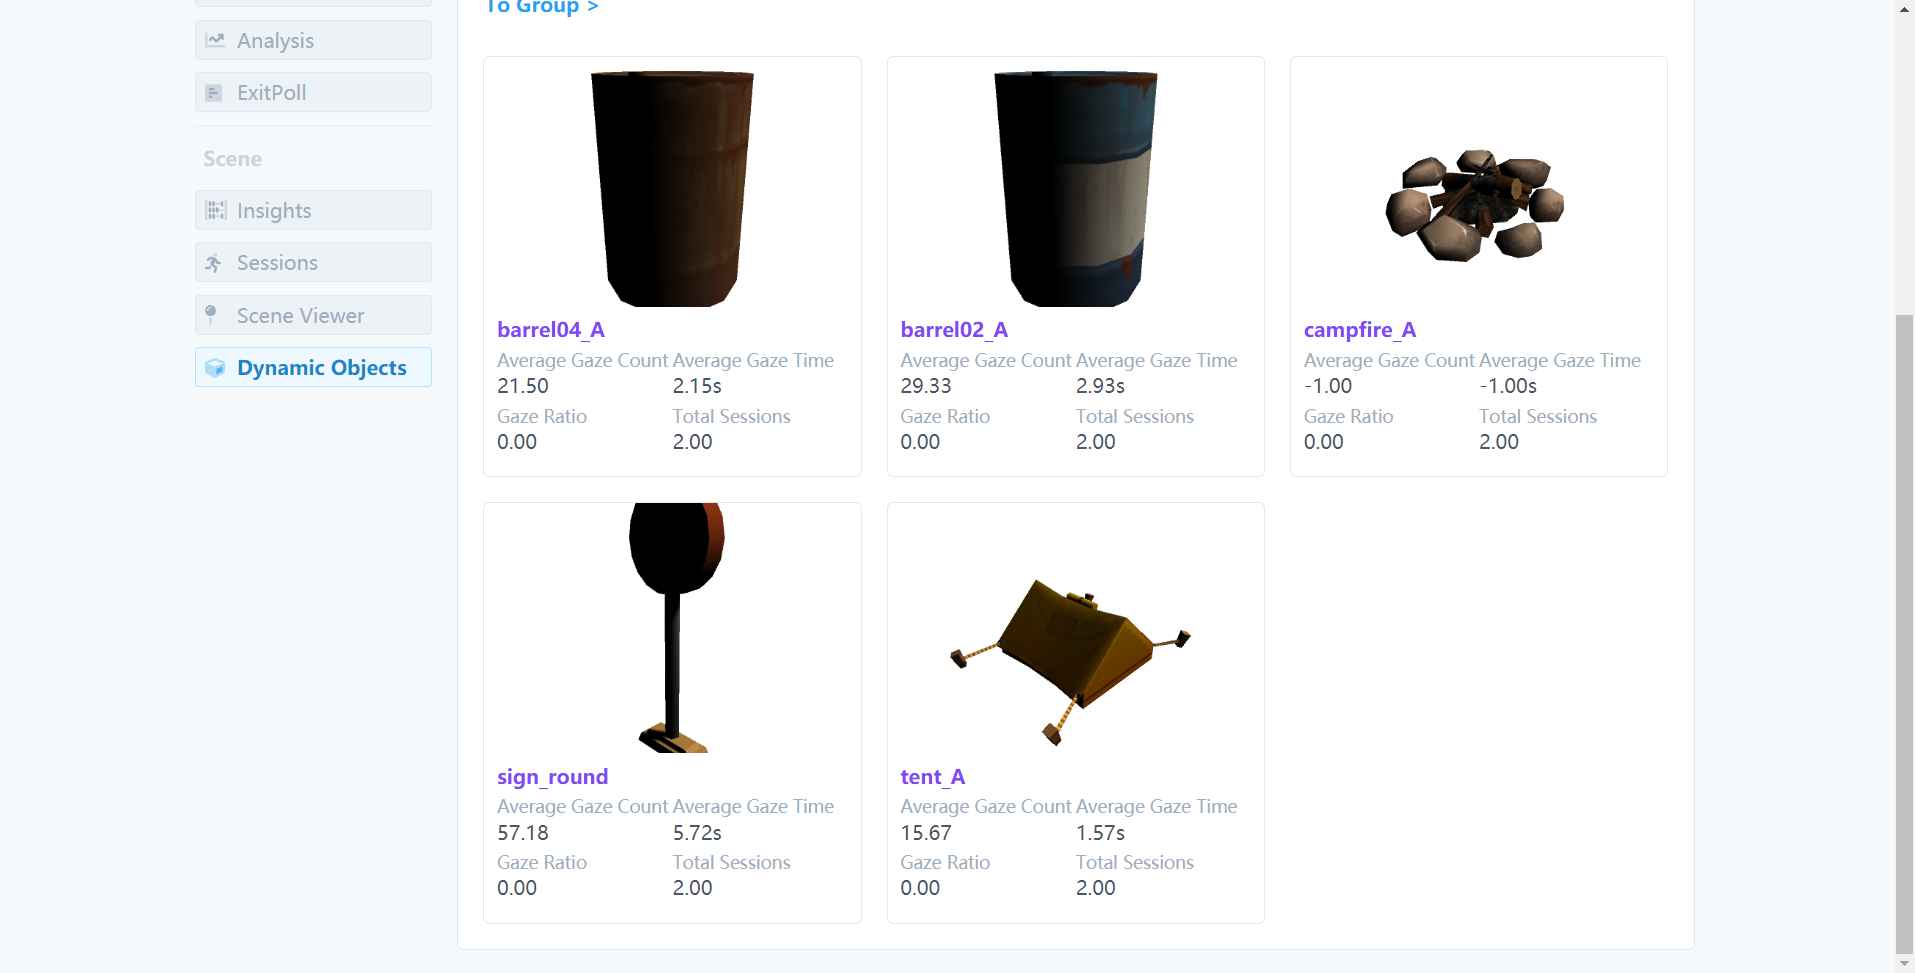 To Group >
Analysis
ExitPoll
Scene
Insights
Sessions
Scene Viewer
Dynamic Objects
barrel04_A
Average Gaze Count Average Gaze Time
21.50 2.15s
Gaze Ratio Total Sessions
0.00 2.00
barrel02_A
Average Gaze Count Average Gaze Time
29.33 2.93s
Gaze Ratio Total Sessions
0.00 2.00
campfire_A
Average Gaze Count Average Gaze Time
-1.00 -1.00s
Gaze Ratio Total Sessions
0.00 2.00
sign_round
Average Gaze Count Average Gaze Time
57.18 5.72s
Gaze Ratio Total Sessions
0.00 2.00
tent_A
Average Gaze Count Average Gaze Time
15.67 1.57s
Gaze Ratio Total Sessions
0.00 2.00